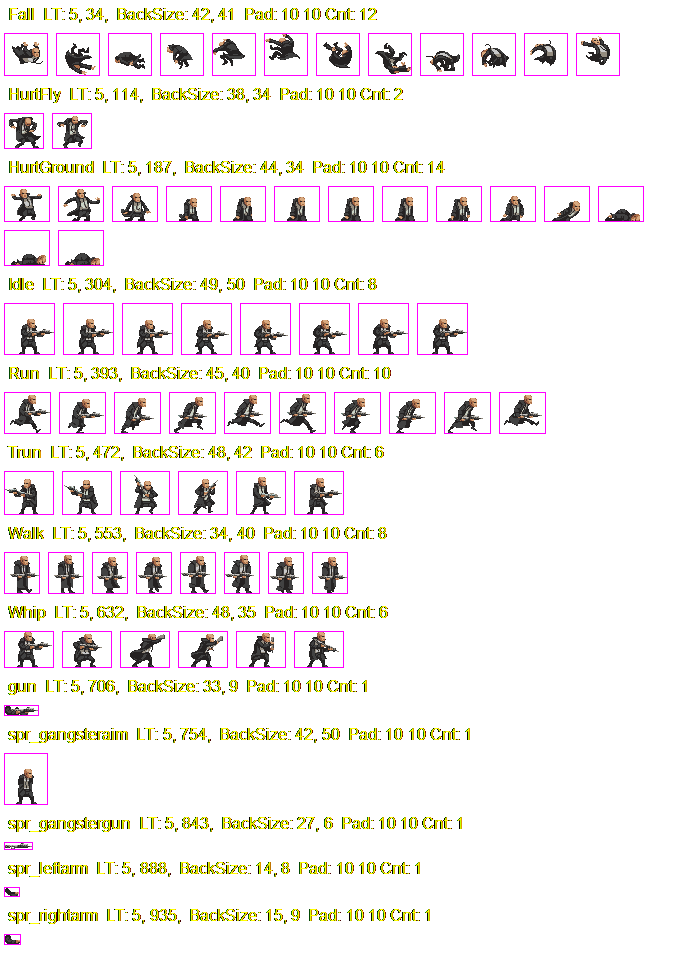 Fall LT: 5, 34, BackSize: 42, 41 Pad: 10 10 Cnt: 12
HurtFly LT: 5, 114, BackSize: 38, 34 Pad: 10 10 Cnt: 2
HurtGround LT: 5, 187, BackSize: 44, 34 Pad: 10 10 Cnt: 14
Idle LT: 5, 304, BackSize: 49, 50 Pad: 10 10 Cnt: 8
Run LT: 5, 393, BackSize: 45, 40 Pad: 10 10 Cnt: 10
Trun LT: 5, 472, BackSize: 48, 42 Pad: 10 10 Cnt: 6
Walk LT: 5, 553, BackSize: 34, 40 Pad: 10 10 Cnt: 8
Whip LT: 5, 632, BackSize: 48, 35 Pad: 10 10 Cnt: 6
gun LT: 5, 706, BackSize: 33, 9 Pad: 10 10 Cnt: 1
spr_gangsteraim LT: 5, 754, BackSize: 42, 50 Pad: 10 10 Cnt: 1
spr_gangstergun LT: 5, 843, BackSize: 27, 6 Pad: 10 10 Cnt: 1
spr_leftarm LT: 5, 888, BackSize: 14, 8 Pad: 10 10 Cnt: 1
spr_rightarm LT: 5, 935, BackSize: 15, 9 Pad: 10 10 Cnt: 1